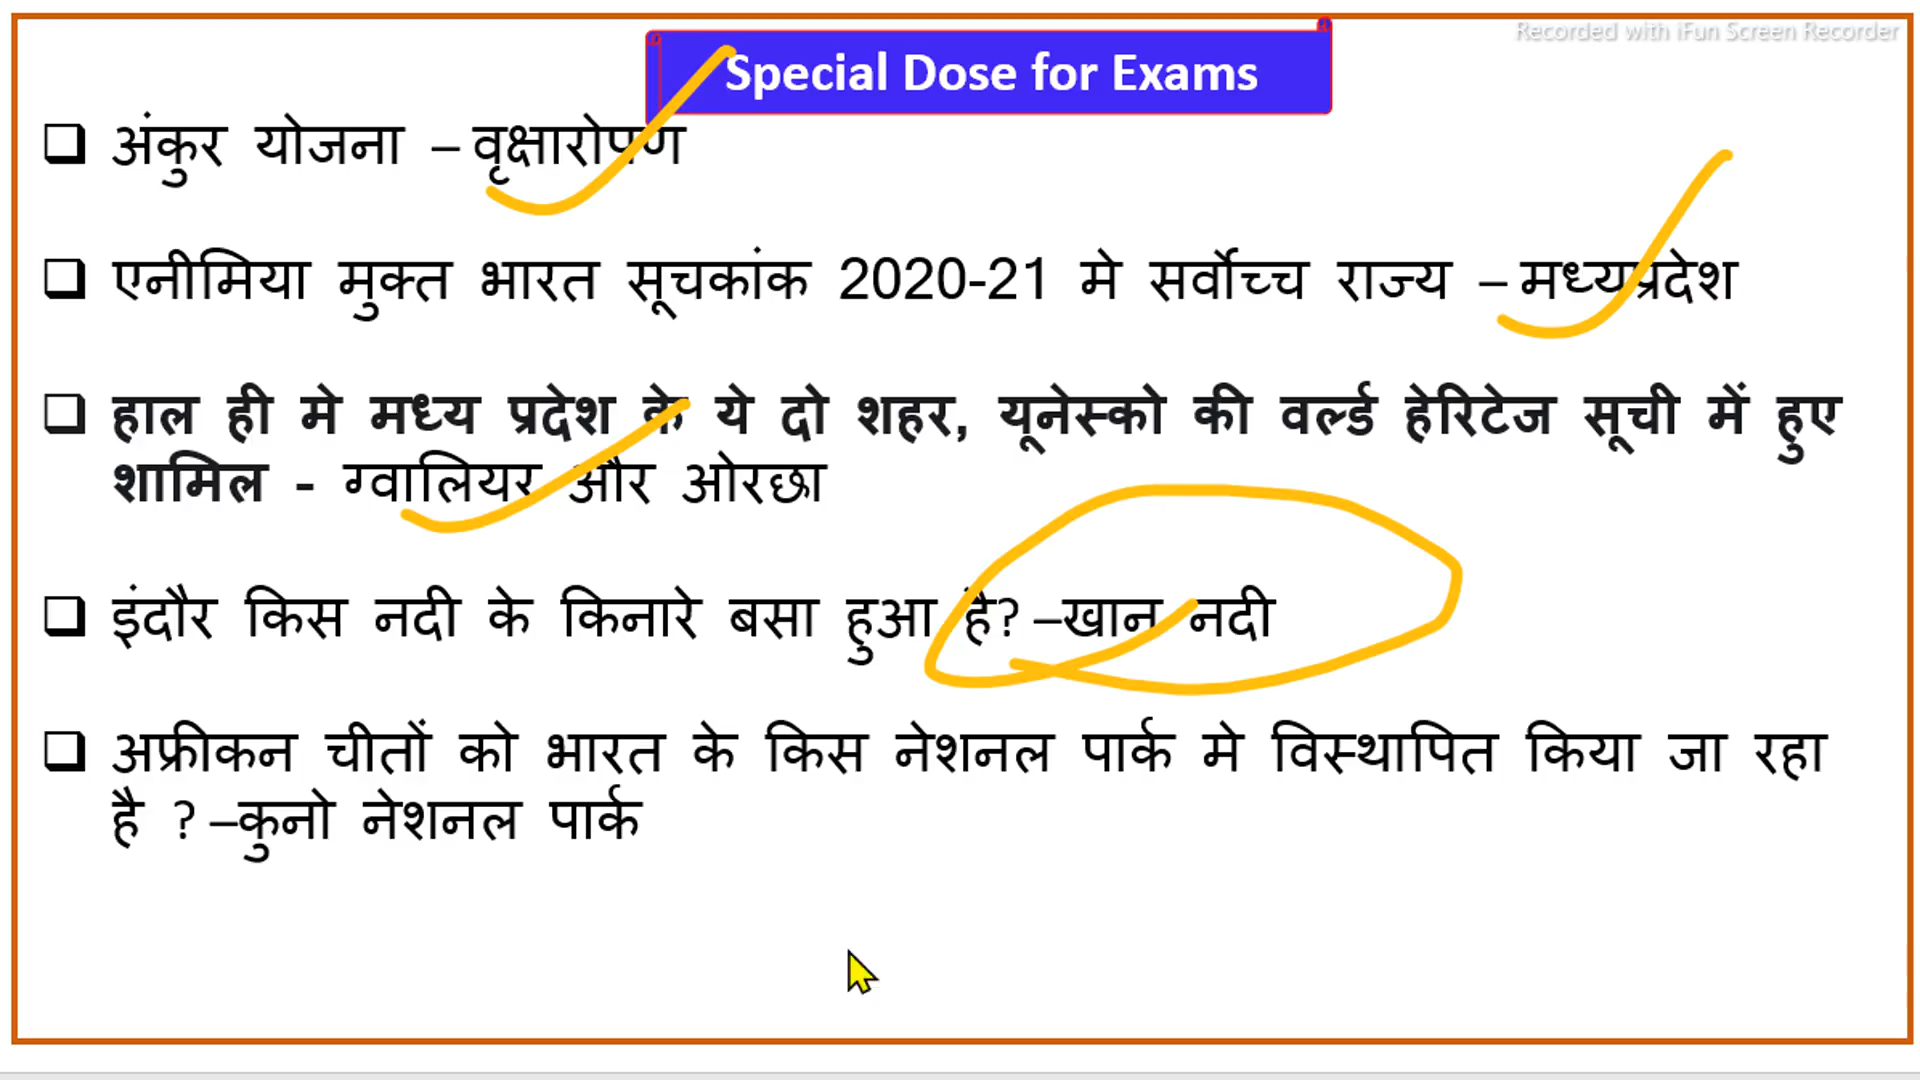 Recorded with iFun Screen Recorder
Special Dose for Exams
❑ अंकुर योजना – वृक्षारोपण
❑ एनीमिया मुक्त भारत सूचकांक 2020-21 मे सर्वोच्च राज्य – मध्यप्रदेश
❑ हाल ही मे मध्य प्रदेश के ये दो शहर, यूनेस्को की वर्ल्ड हेरिटेज सूची में हुए
शामिल - ग्वालियर और ओरछा
❑ इंदौर किस नदी के किनारे बसा हुआ है? –खान नदी
❑ अफ्रीकन चीतों को भारत के किस नेशनल पार्क मे विस्थापित किया जा रहा
है ? –कुनो नेशनल पार्क